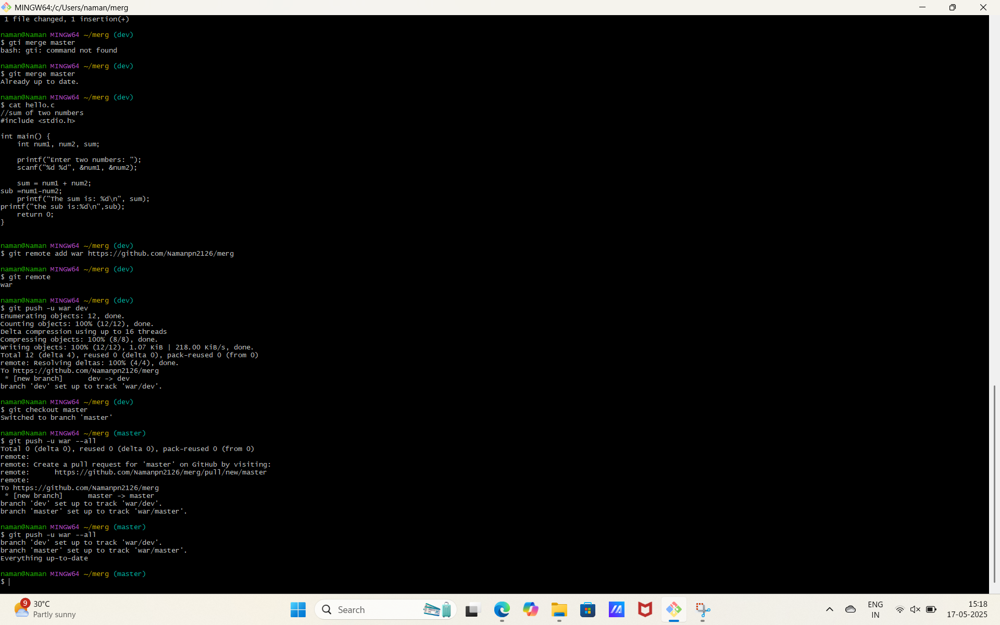 MINGW64:/c/Users/naman/merg
 1 file changed, 1 insertion(+)
naman@Naman MINGW64 ~/merg (dev)
$ gti merge master
bash: gti: command not found
naman@Naman MINGW64 ~/merg (dev)
$ git merge master
Already up to date.
naman@Naman MINGW64 ~/merg (dev)
$ cat hello.c
//sum of two numbers
#include <stdio.h>
int main() {
    int num1, num2, sum;
    printf("Enter two numbers: ");
    scanf("%d %d", &num1, &num2);
    sum = num1 + num2;
sub =num1-num2;
    printf("The sum is: %d\n", sum);
printf("the sub is:%d\n",sub);
    return 0;
}
naman@Naman MINGW64 ~/merg (dev)
$ git remote add war https://github.com/Namanpn2126/merg
naman@Naman MINGW64 ~/merg (dev)
$ git remote
war
naman@Naman MINGW64 ~/merg (dev)
$ git push -u war dev
Enumerating objects: 12, done.
Counting objects: 100% (12/12), done.
Delta compression using up to 16 threads
Compressing objects: 100% (8/8), done.
Writing objects: 100% (12/12), 1.07 KiB | 218.00 KiB/s, done.
Total 12 (delta 4), reused 0 (delta 0), pack-reused 0 (from 0)
remote: Resolving deltas: 100% (4/4), done.
To https://github.com/Namanpn2126/merg
 * [new branch]      dev -> dev
branch 'dev' set up to track 'war/dev'.
naman@Naman MINGW64 ~/merg (dev)
$ git checkout master
Switched to branch 'master'
naman@Naman MINGW64 ~/merg (master)
$ git push -u war --all
Total 0 (delta 0), reused 0 (delta 0), pack-reused 0 (from 0)
remote:
remote: Create a pull request for 'master' on GitHub by visiting:
remote:      https://github.com/Namanpn2126/merg/pull/new/master
remote:
To https://github.com/Namanpn2126/merg
 * [new branch]      master -> master
branch 'dev' set up to track 'war/dev'.
branch 'master' set up to track 'war/master'.
naman@Naman MINGW64 ~/merg (master)
$ git push -u war --all
branch 'dev' set up to track 'war/dev'.
branch 'master' set up to track 'war/master'.
Everything up-to-date
naman@Naman MINGW64 ~/merg (master)
$
9
30°C
Partly sunny
Search
ENG
IN
15:18
17-05-2025